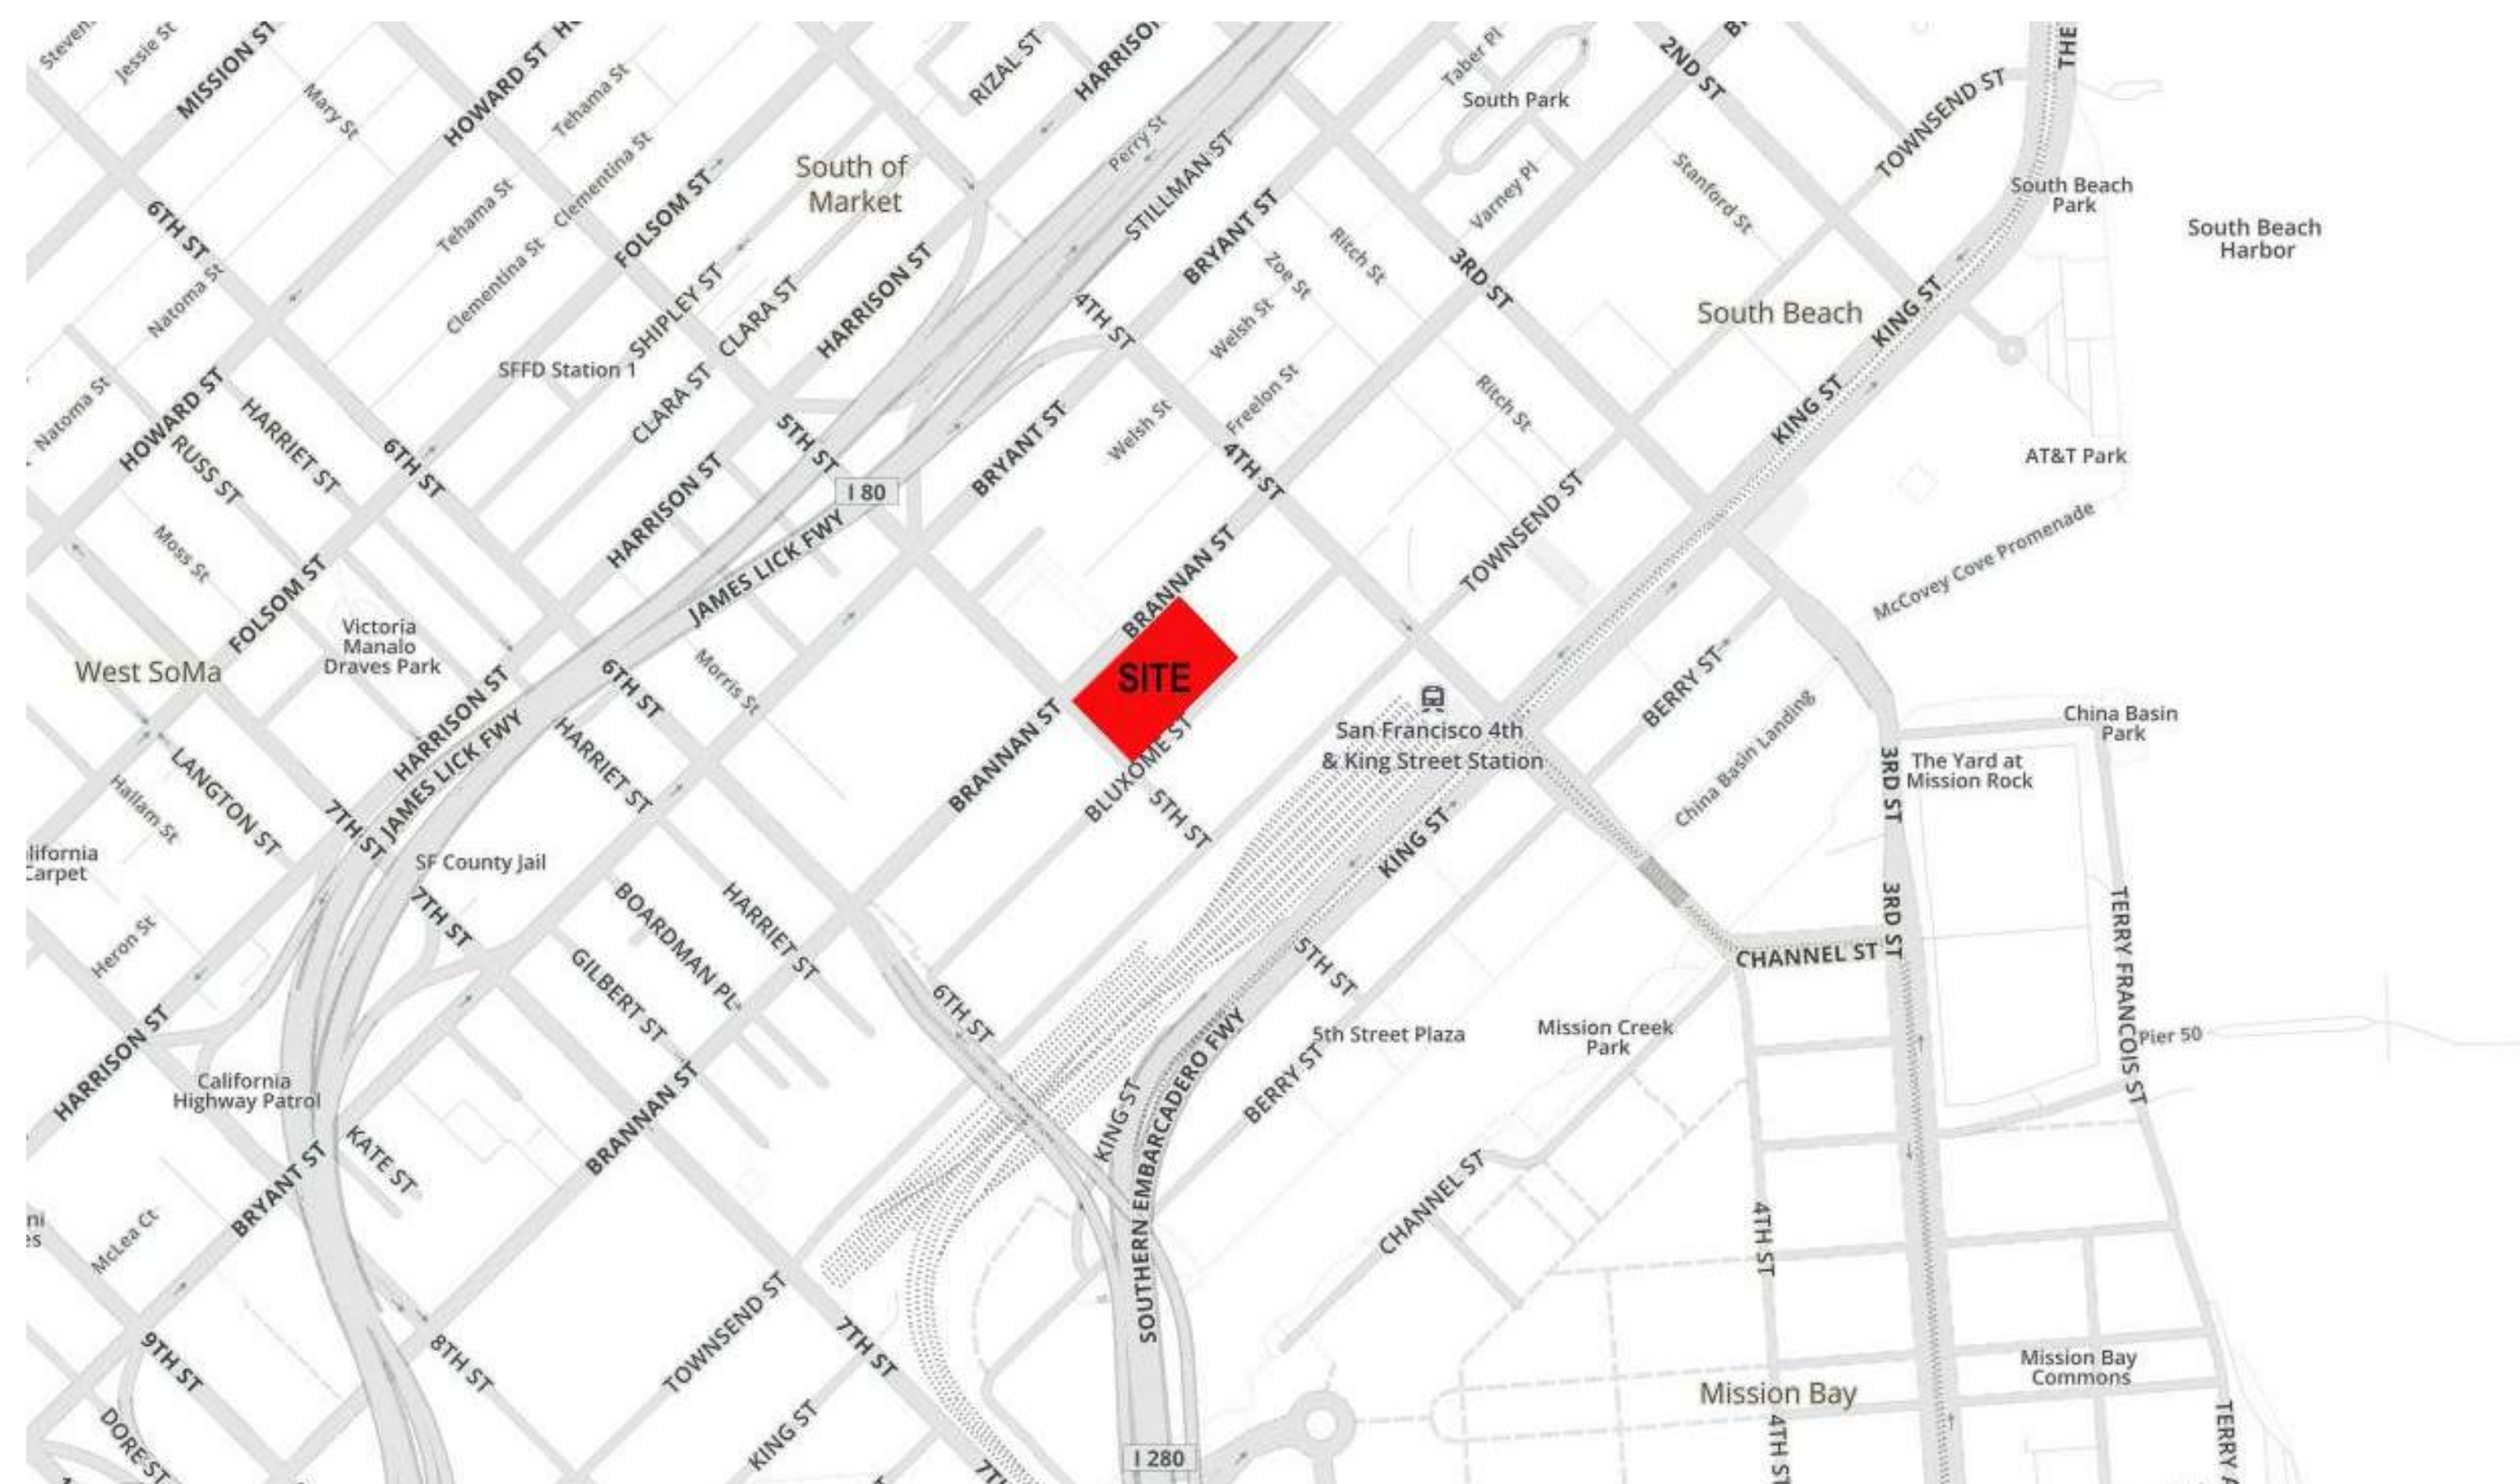 Jessie St
MISSION ST
HOWARD ST
RIZAL ST
Taber Pl
2ND ST
THE
Mary St
Tehama St
South Park
TOWNSEND ST
Clementina St
Perry St
STILLMAN ST
South of
Market
Varney Pl
Stanford St
South Beach
Park
South Beach
Harbor
6TH ST
Tehama St
FOLSOM ST
BRYANT ST
Ritch St
Zoe St
3RD ST
Natoma St
Clementina St
SHIPLEY ST
CLARA ST
HARRISON ST
4TH ST
Welsh St
South Beach
KING ST
SFFD Station 1
Natoma St
HOWARD ST
RUSS ST
HARRIET ST
6TH ST
CLARA ST
5TH ST
BRYANT ST
Welsh St
Freelon St
Ritch St
KING ST
AT&T Park
HARRISON ST
I 80
4TH ST
TOWNSEND ST
Moss St
JAMES LICK FWY
BRANNAN ST
McCovey Cove Promenade
FOLSOM ST
Victoria
Manalo
Draves Park
West SoMa
HARRISON ST
6TH ST
Morris St
SITE
BERRY ST
San Francisco 4th
& King Street Station
China Basin Landing
China Basin
Park
The Yard at
Mission Rock
3RD ST
LANGTON ST
Hallam St
JAMES LICK FWY
7TH ST
HARRIET ST
BRANNAN ST
BLUXOME ST
5TH ST
KING ST
SF County Jail
lifornia
Carpet
7TH ST
BOARDMAN PL
HARRIET ST
3RD ST
TERRY FRANCOIS ST
Heron St
GILBERT ST
6TH ST
5TH ST
CHANNEL ST
HARRISON ST
5th Street Plaza
Mission Creek
Park
Pier 50
California
Highway Patrol
BRANNAN ST
KING ST
SOUTHERN EMBARCADERO FWY
BERRY ST
KATE ST
BRYANT ST
McLea Ct
CHANNEL ST
4TH ST
9TH ST
8TH ST
TOWNSEND ST
7TH ST
Mission Bay
Commons
Mission Bay
DORE ST
KING ST
I 280
4TH ST